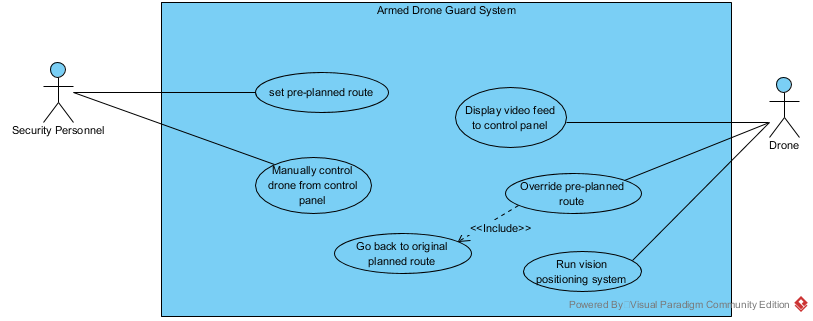 Armed Drone Guard System
set pre-planned route
Display video feed
to control panel
Security Personnel
Drone
Manually control
drone from control
panel
Override pre-planned
route
<<Include>>
Go back to original
planned route
Run vision
positioning system
Powered By Visual Paradigm Community Edition